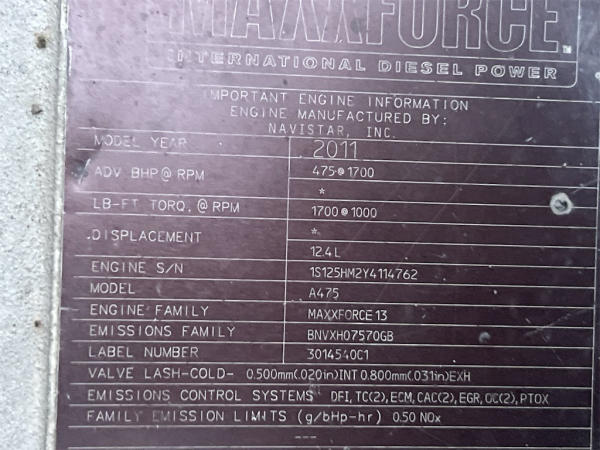 MAXXFORCE™
INTERNATIONAL DIESEL POWER
IMPORTANT ENGINE INFORMATION
ENGINE MANUFACTURED BY:
NAVISTAR, INC.
MODEL YEAR 2011
ADV. BHP@RPM 475@1700
*
LB-FT TORQ.@RPM 1700@1000
DISPLACEMENT *
12.4L
ENGINE S/N 1S125HM2Y4114762
MODEL A475
ENGINE FAMILY MAXXFORCE 13
EMISSIONS FAMILY BNVXH07570GB
LABEL NUMBER 3014540C1
VALVE LASH-COLD- 0.500mm(.020in)INT 0.800mm(.031in)EXH
EMISSIONS CONTROL SYSTEMS DFI, TC(2), ECM, CAC(2), EGR, OC(2), PTOX
FAMILY EMISSION LIMITS (g/bHp-hr) 0.50 NOx
---